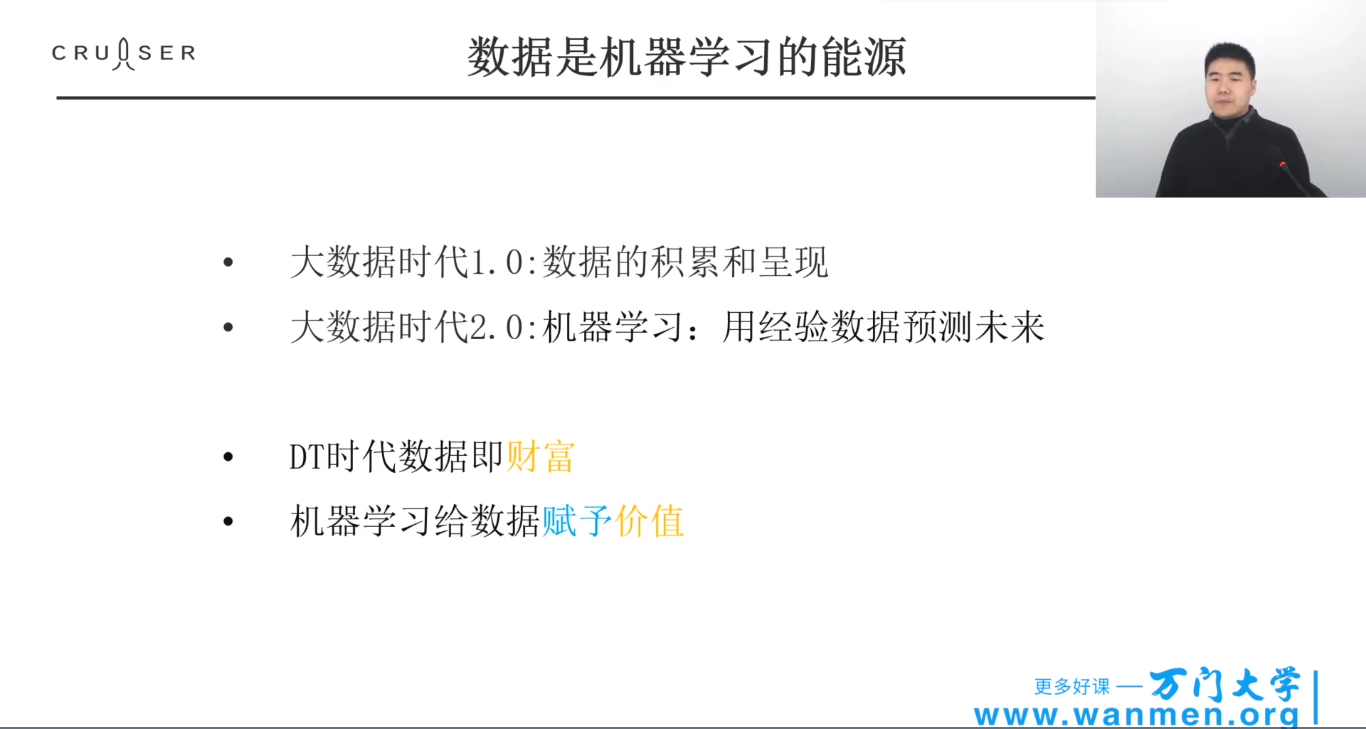 CRUISER
数据是机器学习的能源
• 大数据时代1.0:数据的积累和呈现
• 大数据时代2.0:机器学习：用经验数据预测未来
• DT时代数据即财富
• 机器学习给数据赋予价值
更多好课 — 万门大学
www.wanmen.org